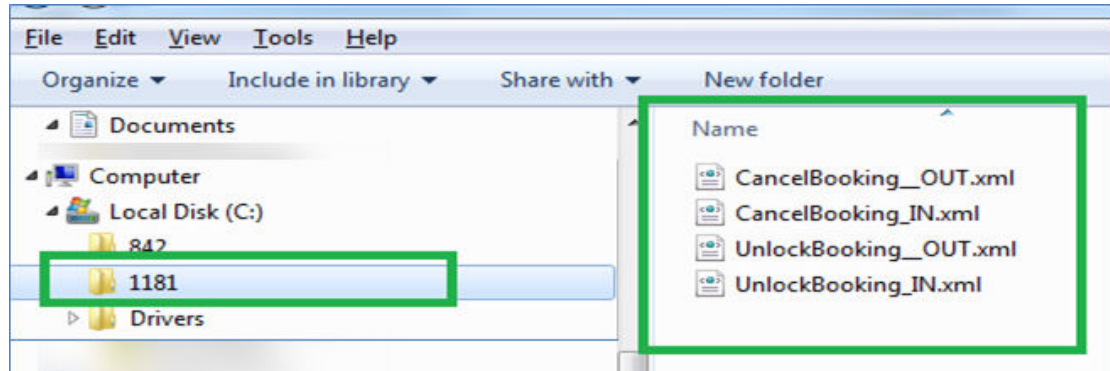 File Edit View Tools Help
Organize Include in library Share with New folder
Documents
Computer
Local Disk (C:)
842
1181
Drivers
Name
CancelBooking__OUT.xml
CancelBooking_IN.xml
UnlockBooking__OUT.xml
UnlockBooking_IN.xml